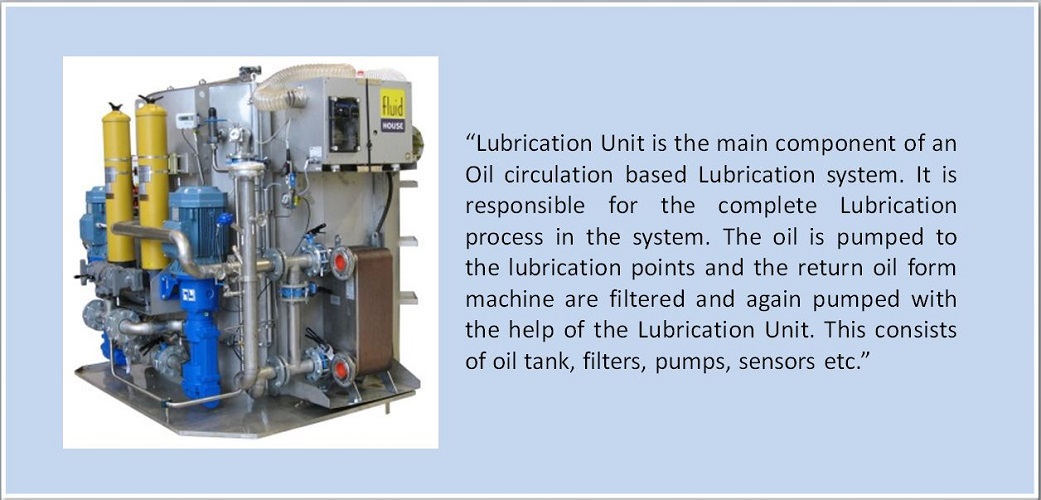 fluid
HOUSE
“Lubrication Unit is the main component of an
Oil circulation based Lubrication system. It is
responsible for the complete Lubrication
process in the system. The oil is pumped to
the lubrication points and the return oil form
machine are filtered and again pumped with
the help of the Lubrication Unit. This consists
of oil tank, filters, pumps, sensors etc.”